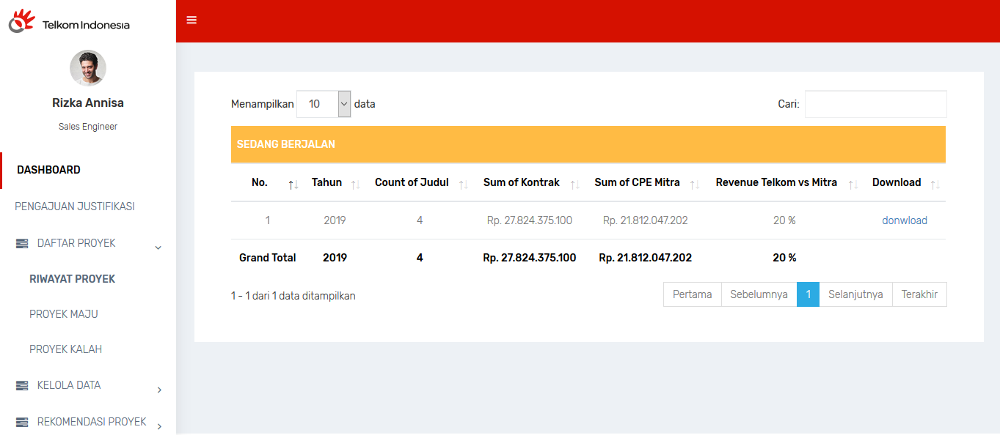 Telkom Indonesia
Rizka Annisa
Sales Engineer
DASHBOARD
PENGAJUAN JUSTIFIKASI
DAFTAR PROYEK
RIWAYAT PROYEK
PROYEK MAJU
PROYEK KALAH
KELOLA DATA
REKOMENDASI PROYEK
Menampilkan 10 data Cari:
SEDANG BERJALAN
No. Tahun Count of Judul Sum of Kontrak Sum of CPE Mitra Revenue Telkom vs Mitra Download
1 2019 4 Rp. 27.824.375.100 Rp. 21.812.047.202 20 % donwload
Grand Total 2019 4 Rp. 27.824.375.100 Rp. 21.812.047.202 20 %
1 - 1 dari 1 data ditampilkan
Pertama Sebelumnya 1 Selanjutnya Terakhir